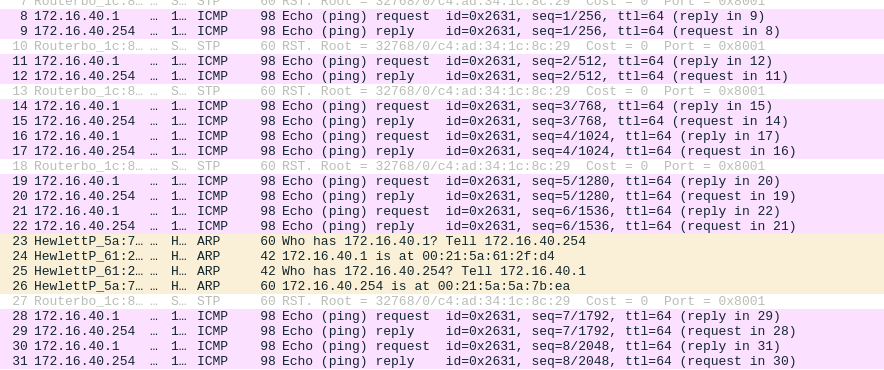 7 Routerbo_1c:8… … S… STP 60 RST. Root = 32768/0/c4:ad:34:1c:8c:29 Cost = 0 Port = 0x8001
8 172.16.40.1 … 1… ICMP 98 Echo (ping) request id=0x2631, seq=1/256, ttl=64 (reply in 9)
9 172.16.40.254 … 1… ICMP 98 Echo (ping) reply id=0x2631, seq=1/256, ttl=64 (request in 8)
10 Routerbo_1c:8… … S… STP 60 RST. Root = 32768/0/c4:ad:34:1c:8c:29 Cost = 0 Port = 0x8001
11 172.16.40.1 … 1… ICMP 98 Echo (ping) request id=0x2631, seq=2/512, ttl=64 (reply in 12)
12 172.16.40.254 … 1… ICMP 98 Echo (ping) reply id=0x2631, seq=2/512, ttl=64 (request in 11)
13 Routerbo_1c:8… … S… STP 60 RST. Root = 32768/0/c4:ad:34:1c:8c:29 Cost = 0 Port = 0x8001
14 172.16.40.1 … 1… ICMP 98 Echo (ping) request id=0x2631, seq=3/768, ttl=64 (reply in 15)
15 172.16.40.254 … 1… ICMP 98 Echo (ping) reply id=0x2631, seq=3/768, ttl=64 (request in 14)
16 172.16.40.1 … 1… ICMP 98 Echo (ping) request id=0x2631, seq=4/1024, ttl=64 (reply in 17)
17 172.16.40.254 … 1… ICMP 98 Echo (ping) reply id=0x2631, seq=4/1024, ttl=64 (request in 16)
18 Routerbo_1c:8… … S… STP 60 RST. Root = 32768/0/c4:ad:34:1c:8c:29 Cost = 0 Port = 0x8001
19 172.16.40.1 … 1… ICMP 98 Echo (ping) request id=0x2631, seq=5/1280, ttl=64 (reply in 20)
20 172.16.40.254 … 1… ICMP 98 Echo (ping) reply id=0x2631, seq=5/1280, ttl=64 (request in 19)
21 172.16.40.1 … 1… ICMP 98 Echo (ping) request id=0x2631, seq=6/1536, ttl=64 (reply in 22)
22 172.16.40.254 … 1… ICMP 98 Echo (ping) reply id=0x2631, seq=6/1536, ttl=64 (request in 21)
23 HewlettP_5a:7… … H… ARP 60 Who has 172.16.40.1? Tell 172.16.40.254
24 HewlettP_61:2… … H… ARP 42 172.16.40.1 is at 00:21:5a:61:2f:d4
25 HewlettP_61:2… … H… ARP 42 Who has 172.16.40.254? Tell 172.16.40.1
26 HewlettP_5a:7… … H… ARP 60 172.16.40.254 is at 00:21:5a:5a:7b:ea
27 Routerbo_1c:8… … S… STP 60 RST. Root = 32768/0/c4:ad:34:1c:8c:29 Cost = 0 Port = 0x8001
28 172.16.40.1 … 1… ICMP 98 Echo (ping) request id=0x2631, seq=7/1792, ttl=64 (reply in 29)
29 172.16.40.254 … 1… ICMP 98 Echo (ping) reply id=0x2631, seq=7/1792, ttl=64 (request in 28)
30 172.16.40.1 … 1… ICMP 98 Echo (ping) request id=0x2631, seq=8/2048, ttl=64 (reply in 31)
31 172.16.40.254 … 1… ICMP 98 Echo (ping) reply id=0x2631, seq=8/2048, ttl=64 (request in 30)